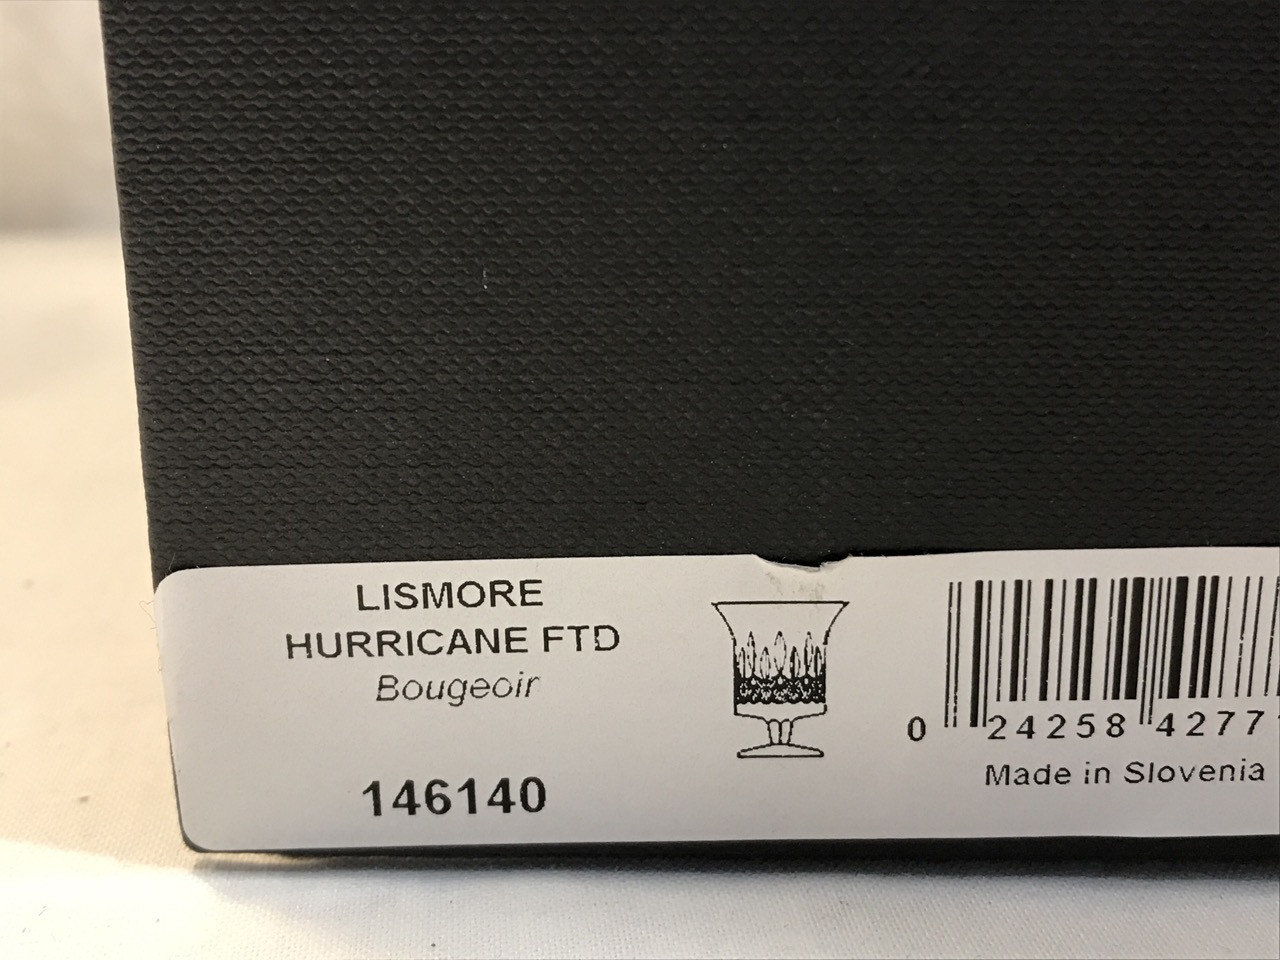 LISMORE
HURRICANE FTD
Bougeoir
146140
0 24258 4277
Made in Slovenia